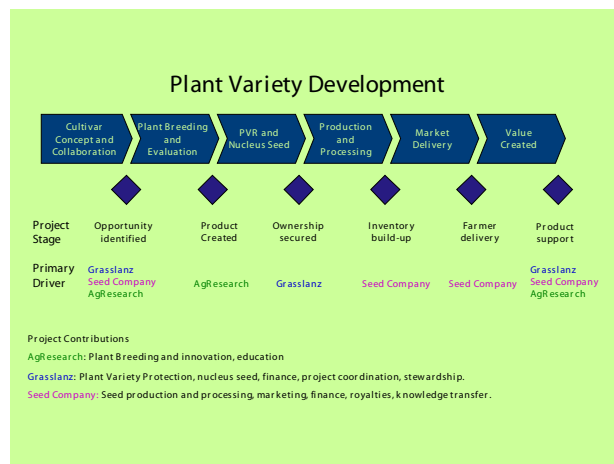 Plant Variety Development
Cultivar
Concept and
Collaboration
Plant Breeding
and
Evaluation
PVR and
Nucleus Seed
Production
and
Processing
Market
Delivery
Value
Created
Project
Stage
Opportunity
identified
Product
Created
Ownership
secured
Inventory
build-up
Farmer
delivery
Product
support
Primary
Driver
Grasslanz
Seed Company
AgResearch
AgResearch
Grasslanz
Seed Company
Seed Company
Grasslanz
Seed Company
AgResearch
Project Contributions
AgResearch: Plant Breeding and innovation, education
Grasslanz: Plant Variety Protection, nucleus seed, finance, project coordination, stewardship.
Seed Company: Seed production and processing, marketing, finance, royalties, knowledge transfer.